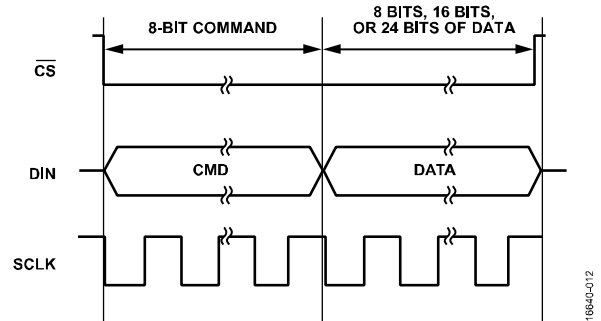 8-BIT COMMAND
8 BITS, 16 BITS,
OR 24 BITS OF DATA
CS
DIN
CMD
DATA
SCLK
16640-012